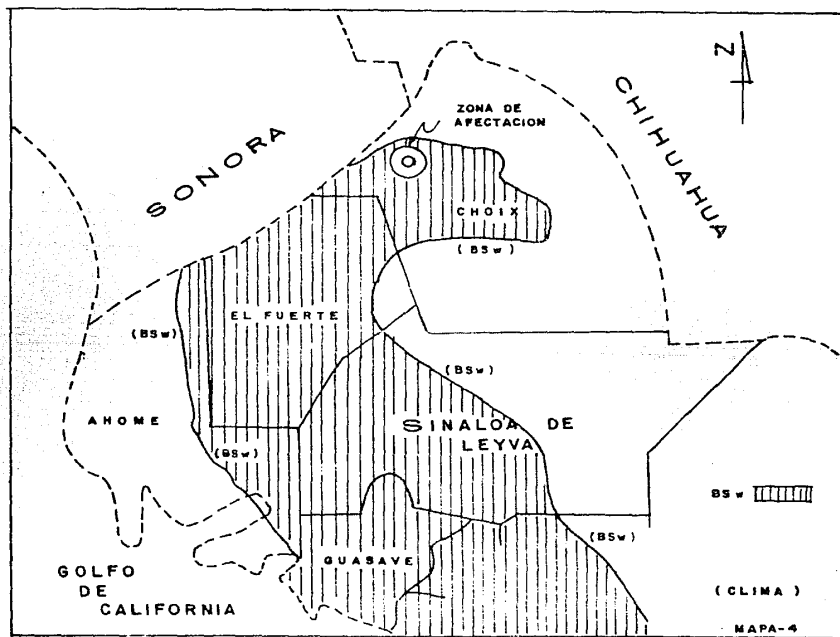 N
ZONA DE
AFECTACION
SONORA
CHIHUAHUA
CHOIX
(BSw)
EL FUERTE
(BSw)
(BSw)
AHOME
SINALOA DE
LEYVA
(BSw)
BSw
(BSw)
GUASAVE
GOLFO
DE
CALIFORNIA
(CLIMA)
MAPA-4